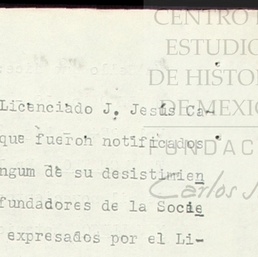 CENTRO
ESTUDIO
DE HISTOR
DE MEXIC
FUNDAC
Carlos
Licenciado J. Jesús Ca-
que fueron notificados
ngum de su desistimien
fundadores de la Socie
expresados por el Li-